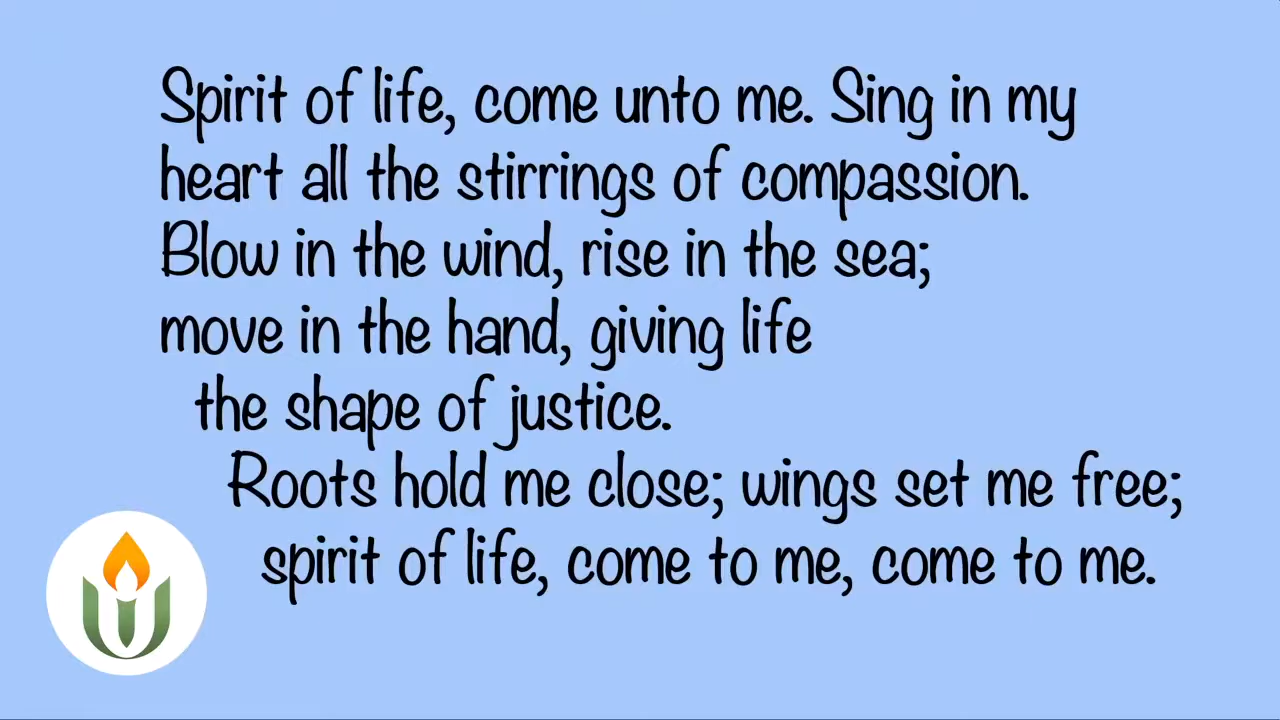 Spirit of life, come unto me. Sing in my
heart all the stirrings of compassion.
Blow in the wind, rise in the sea;
move in the hand, giving life
the shape of justice.
Roots hold me close; wings set me free;
spirit of life, come to me, come to me.